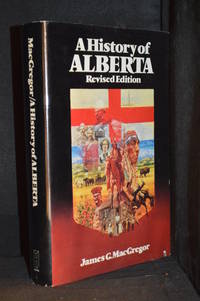 A History of
ALBERTA
Revised Edition
James G. MacGregor
MacGregor/A History of ALBERTA